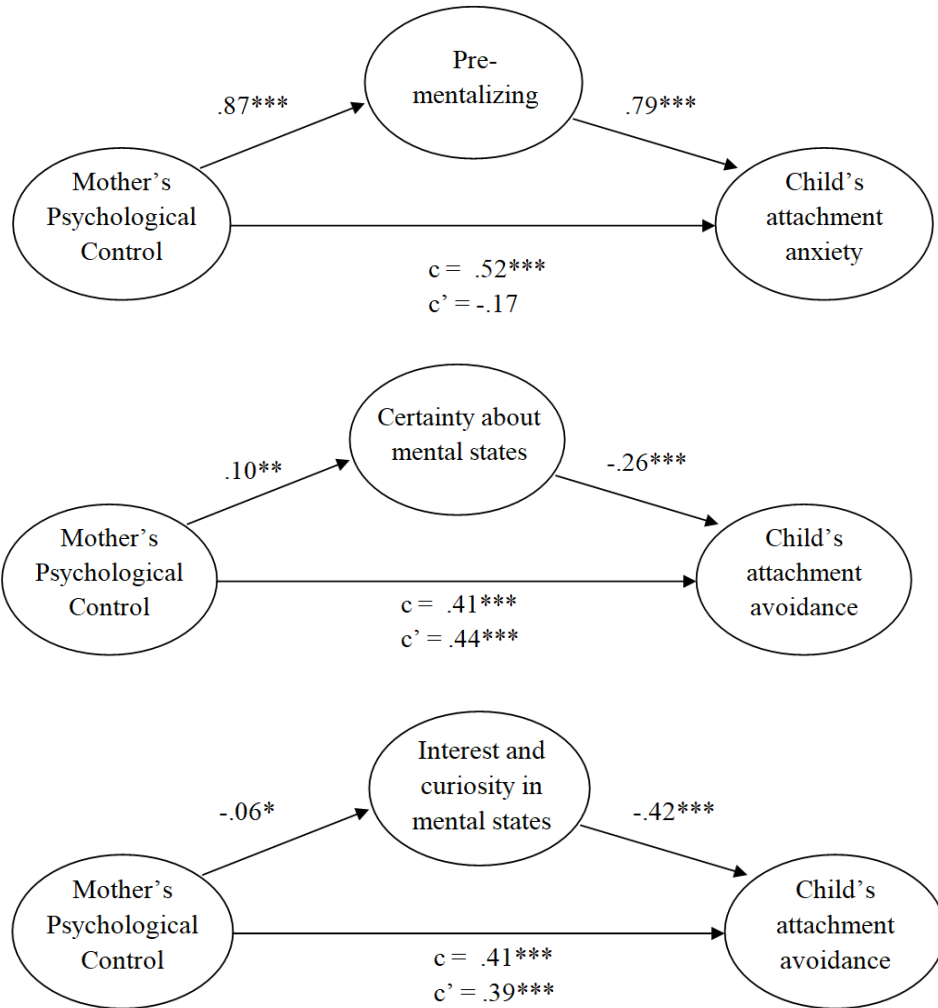 Pre-
mentalizing
.87***
.79***
Mother’s
Psychological
Control
Child’s
attachment
anxiety
c = .52***
c’ = -.17
Certainty about
mental states
.10**
-.26***
Mother’s
Psychological
Control
Child’s
attachment
avoidance
c = .41***
c’ = .44***
Interest and
curiosity in
mental states
-.06*
-.42***
Mother’s
Psychological
Control
Child’s
attachment
avoidance
c = .41***
c’ = .39***